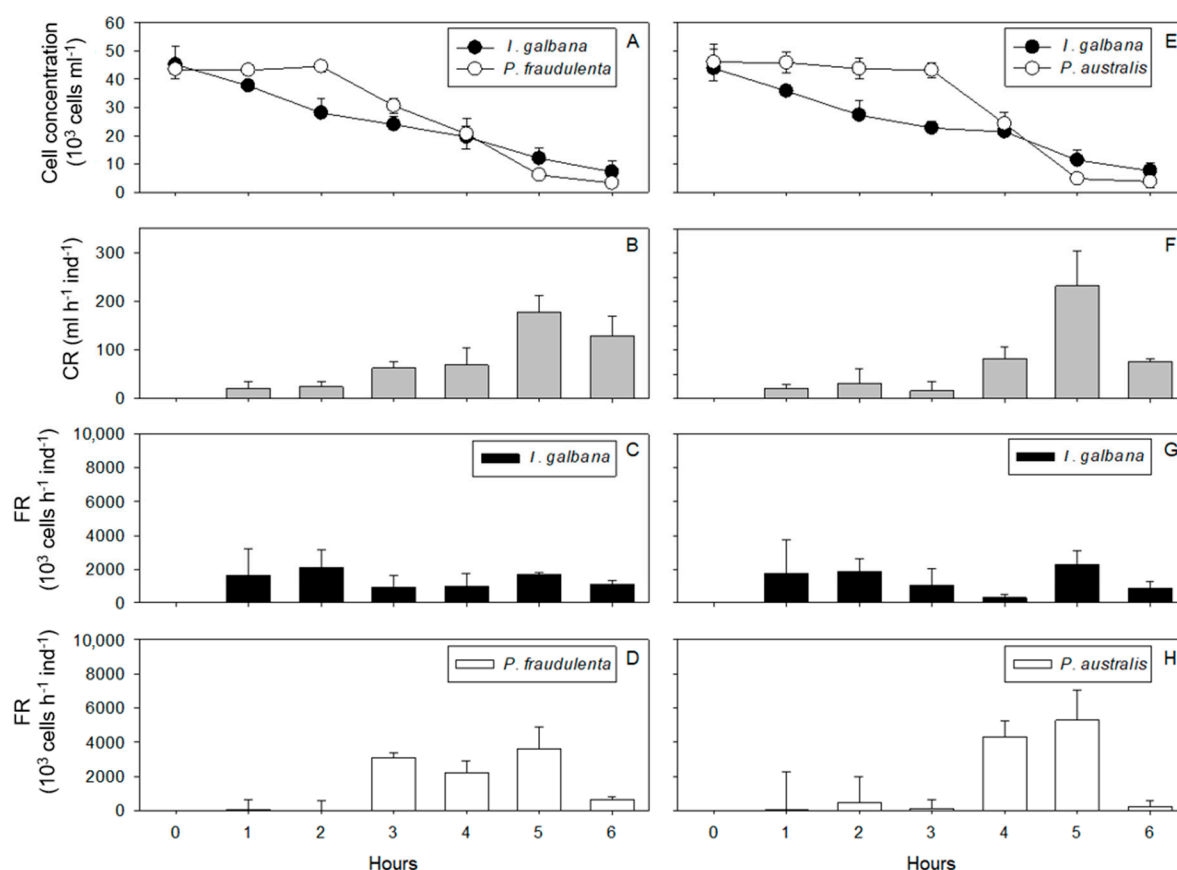 Cell concentration
(10³ cells ml⁻¹)
60
50
40
30
20
10
0
A
I. galbana
P. fraudulenta
E
I. galbana
P. australis
CR (ml h⁻¹ ind⁻¹)
300
200
100
0
B
F
FR
(10³ cells h⁻¹ ind⁻¹)
10,000
8000
6000
4000
2000
0
I. galbana
C
I. galbana
G
FR
(10³ cells h⁻¹ ind⁻¹)
10,000
8000
6000
4000
2000
0
P. fraudulenta
D
P. australis
H
0 1 2 3 4 5 6
Hours
0 1 2 3 4 5 6
Hours